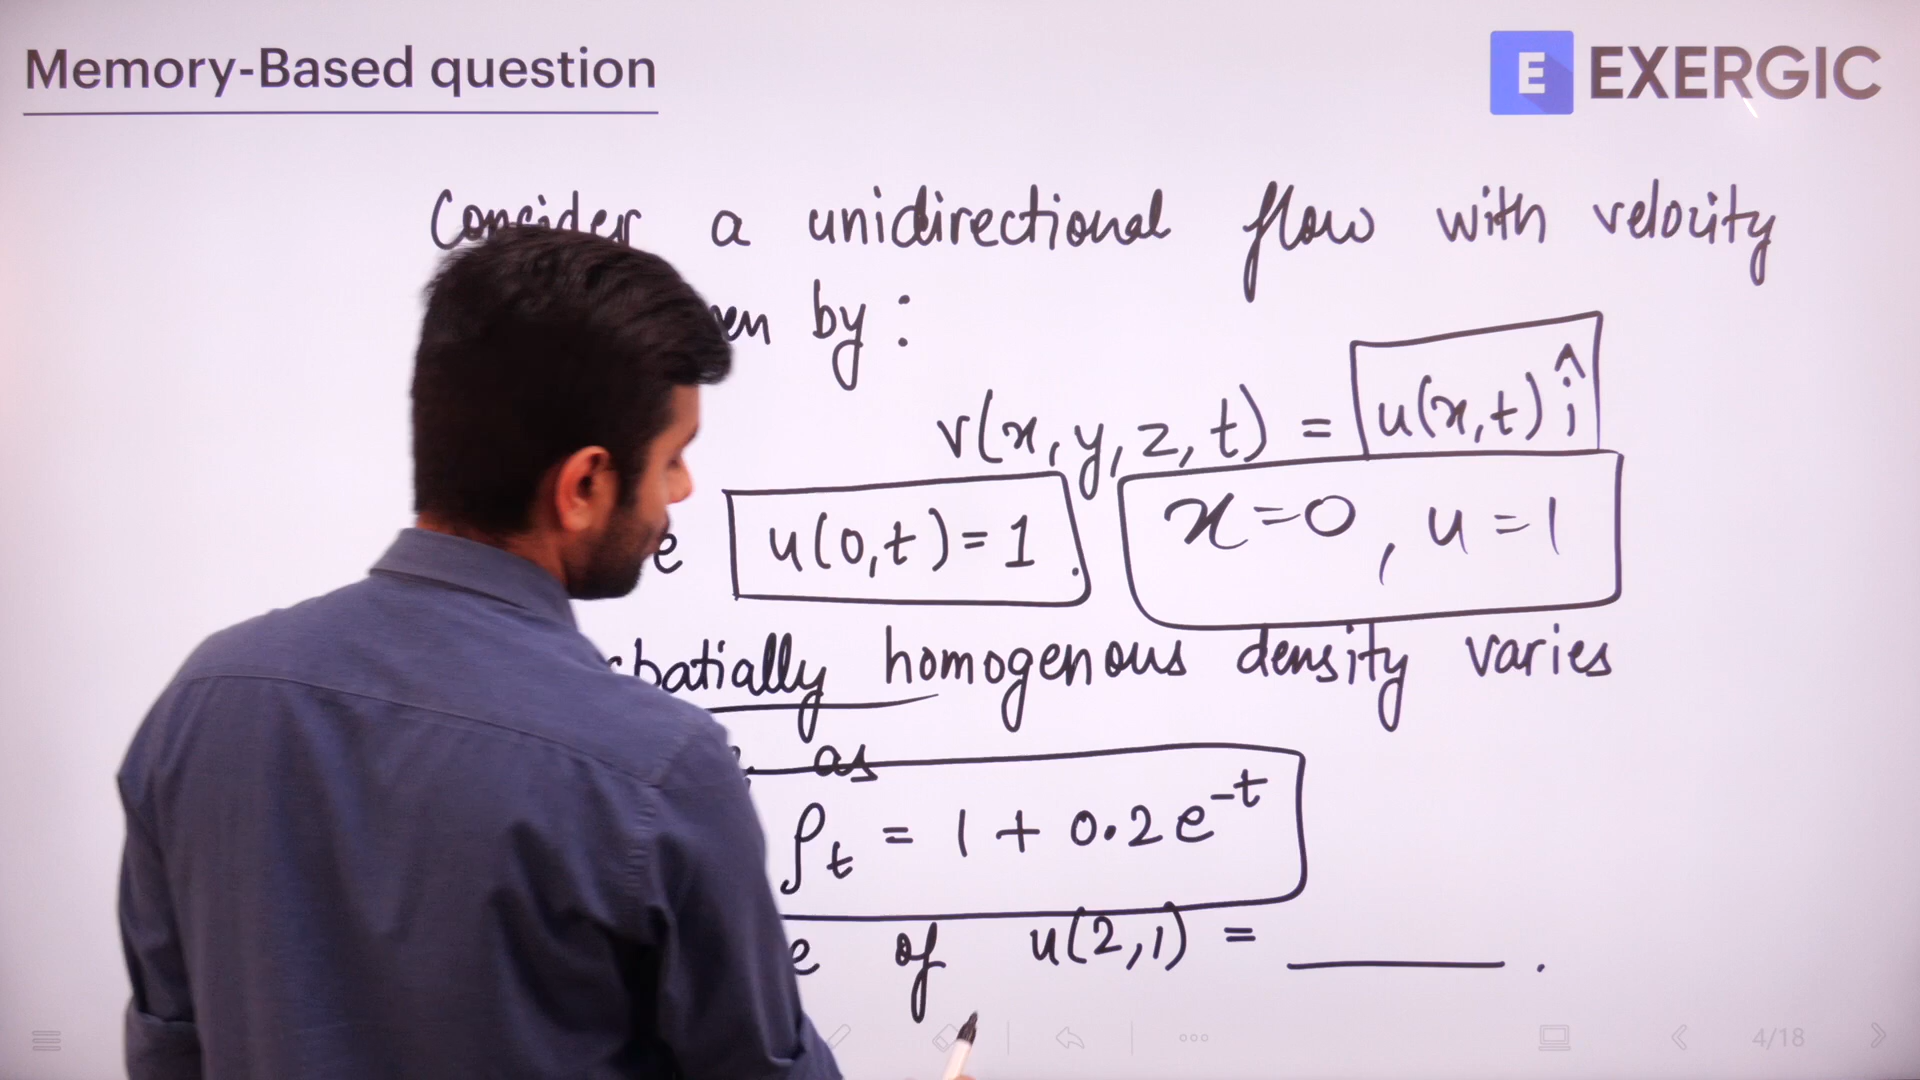 Memory-Based question
E EXERGIC
Consider a unidirectional flow with velocity
by :
v(x, y, z, t) = u(x,t) î
u(0,t) = 1 .
x=0 , u=1
spatially homogenous density varies
as
ρt = 1 + 0.2e^-t
of u(2,1) = ______ .
4/18